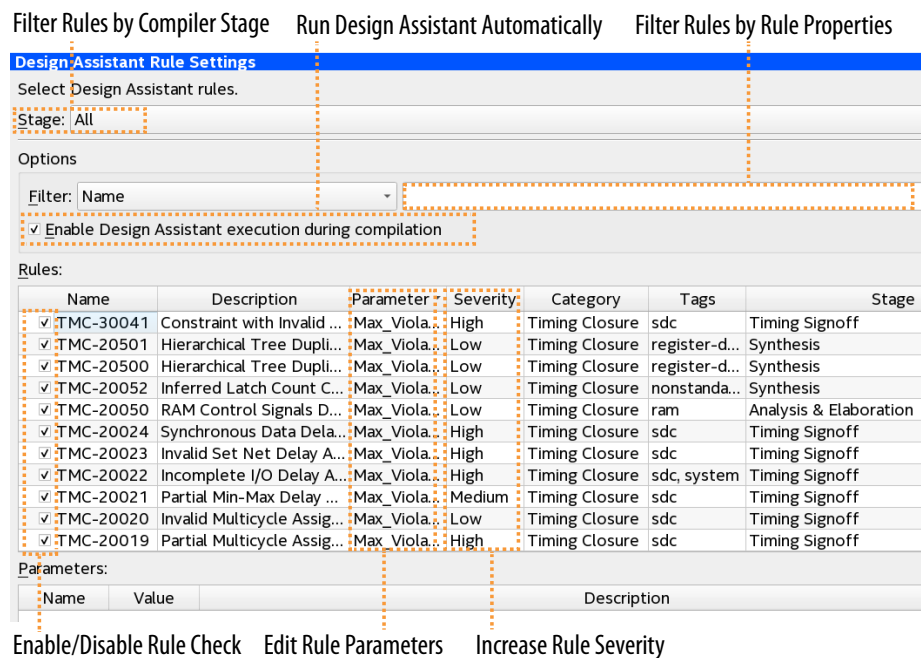 Filter Rules by Compiler Stage Run Design Assistant Automatically Filter Rules by Rule Properties
Design Assistant Rule Settings
Select Design Assistant rules.
Stage: All
Options
Filter: Name
Enable Design Assistant execution during compilation
Rules:
Name Description Parameter Severity Category Tags Stage
TMC-30041 Constraint with Invalid ... Max_Viola... High Timing Closure sdc Timing Signoff
TMC-20501 Hierarchical Tree Dupli... Max_Viola... Low Timing Closure register-d... Synthesis
TMC-20500 Hierarchical Tree Dupli... Max_Viola... Low Timing Closure register-d... Synthesis
TMC-20052 Inferred Latch Count C... Max_Viola... Low Timing Closure nonstanda... Synthesis
TMC-20050 RAM Control Signals D... Max_Viola... Low Timing Closure ram Analysis & Elaboration
TMC-20024 Synchronous Data Dela... Max_Viola... High Timing Closure sdc Timing Signoff
TMC-20023 Invalid Set Net Delay A... Max_Viola... High Timing Closure sdc Timing Signoff
TMC-20022 Incomplete I/O Delay A... Max_Viola... High Timing Closure sdc, system Timing Signoff
TMC-20021 Partial Min-Max Delay ... Max_Viola... Medium Timing Closure sdc Timing Signoff
TMC-20020 Invalid Multicycle Assig... Max_Viola... Low Timing Closure sdc Timing Signoff
TMC-20019 Partial Multicycle Assig... Max_Viola... High Timing Closure sdc Timing Signoff
Parameters:
Name Value Description
Enable/Disable Rule Check Edit Rule Parameters Increase Rule Severity